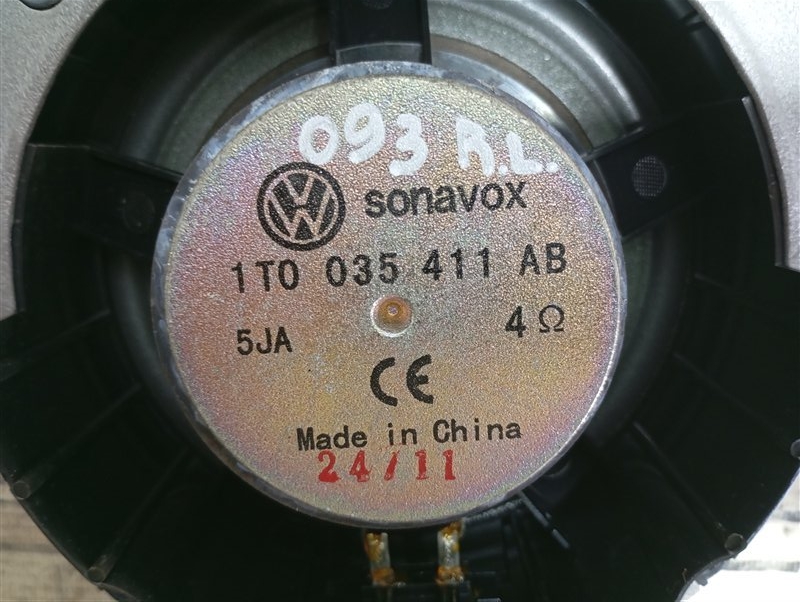 093 R.L.
sonavox
1T0 035 411 AB
5JA 4Ω
CE
Made in China
24/11